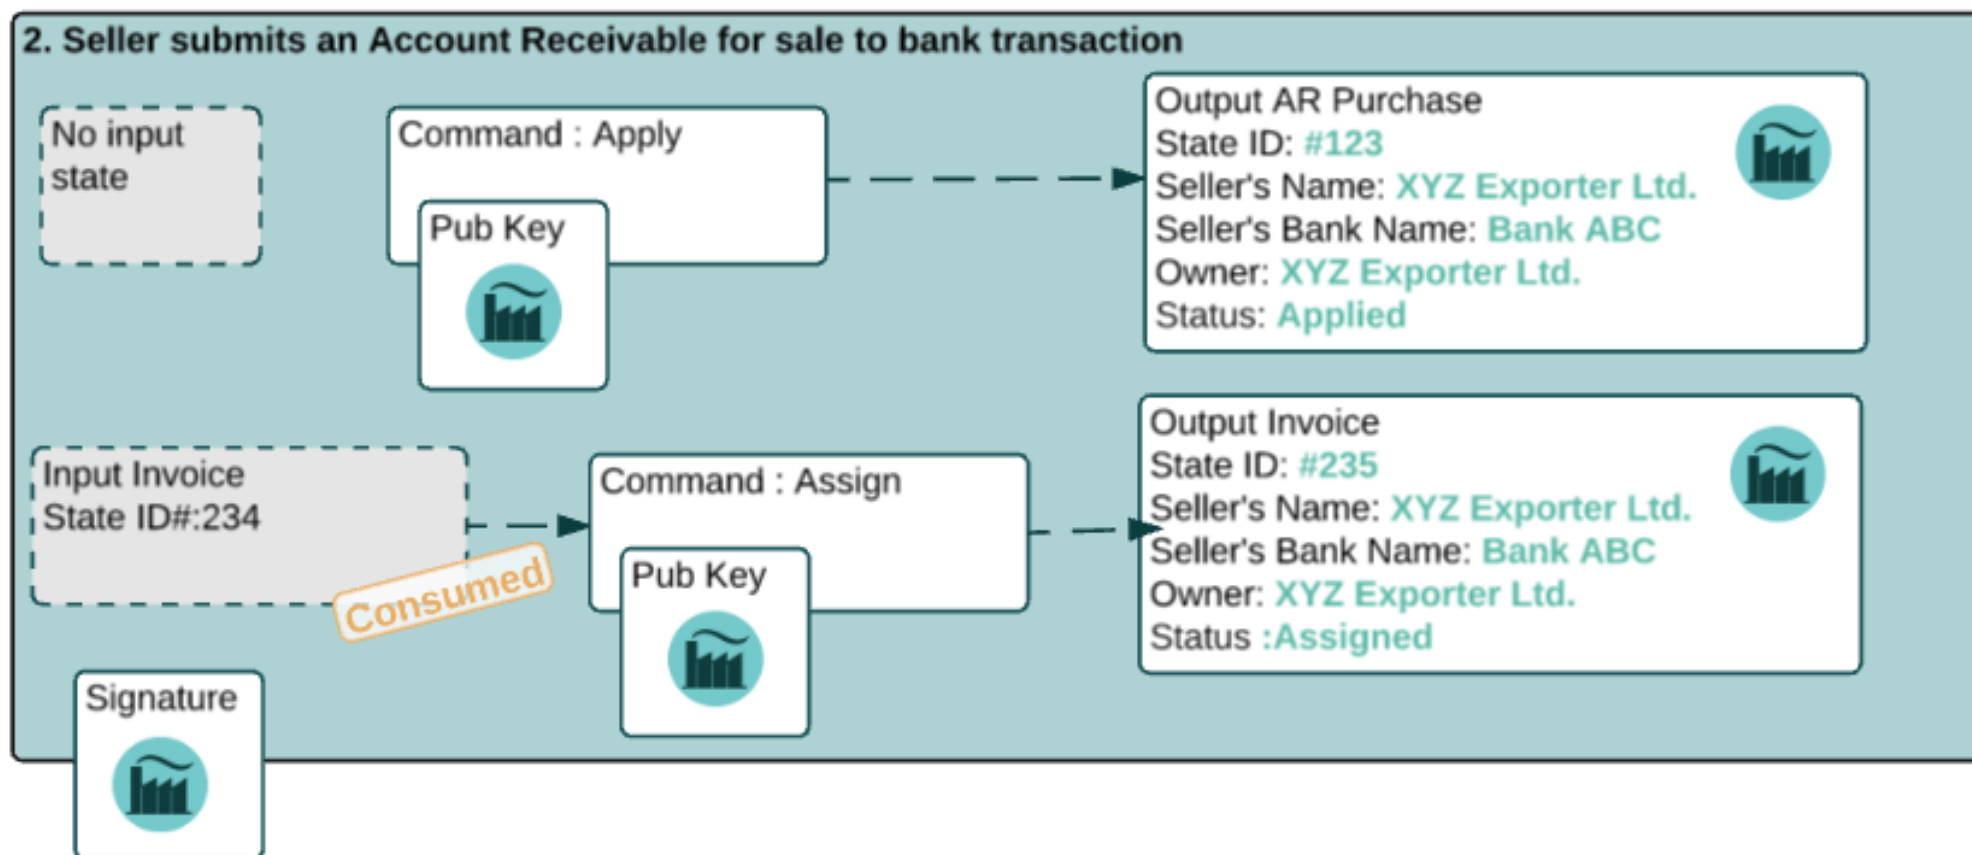 2. Seller submits an Account Receivable for sale to bank transaction
No input
state
Command : Apply
Pub Key
Output AR Purchase
State ID: #123
Seller's Name: XYZ Exporter Ltd.
Seller's Bank Name: Bank ABC
Owner: XYZ Exporter Ltd.
Status: Applied
Input Invoice
State ID#:234
Consumed
Command : Assign
Pub Key
Output Invoice
State ID: #235
Seller's Name: XYZ Exporter Ltd.
Seller's Bank Name: Bank ABC
Owner: XYZ Exporter Ltd.
Status :Assigned
Signature